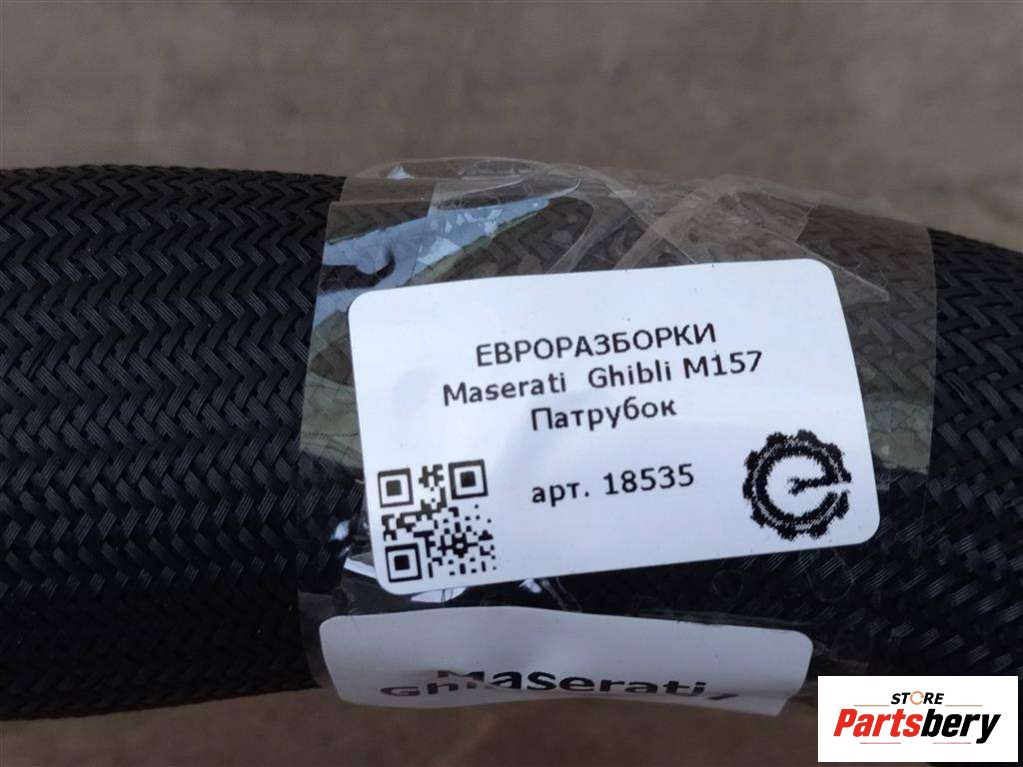 ЕВРОРАЗБОРКИ
Maserati Ghibli M157
Патрубок
арт. 18535
Maserati
STORE
Partsbery